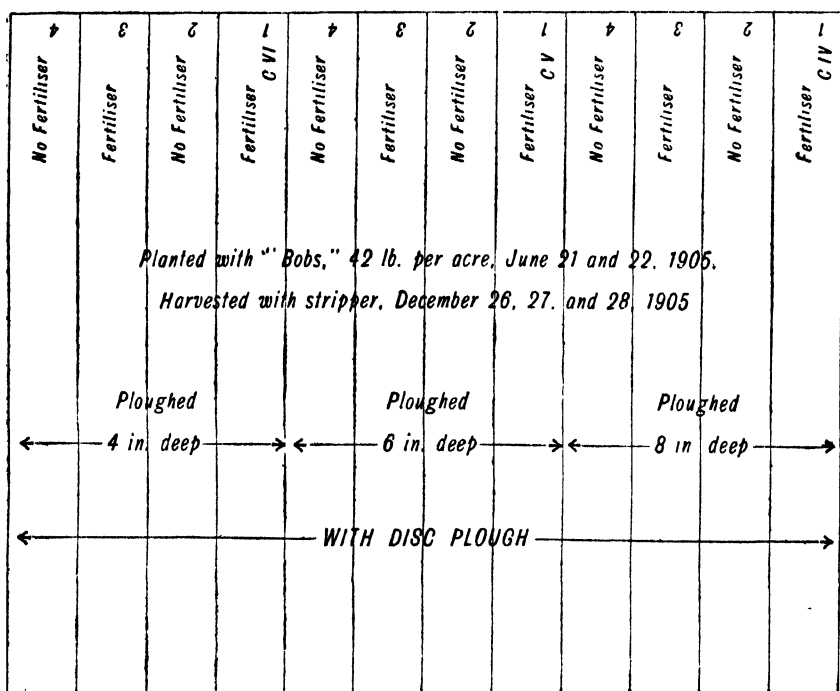 4 3 2 1 4 3 2 1 4 3 2 1
C VI C V C IV
No Fertiliser
Fertiliser
No Fertiliser
Fertiliser
No Fertiliser
Fertiliser
No Fertiliser
Fertiliser
No Fertiliser
Fertiliser
No Fertiliser
Fertiliser
Planted with "Bobs," 42 lb. per acre, June 21 and 22. 1905.
Harvested with stripper, December 26, 27. and 28, 1905
Ploughed Ploughed Ploughed
4 in. deep 6 in. deep 8 in deep
WITH DISC PLOUGH